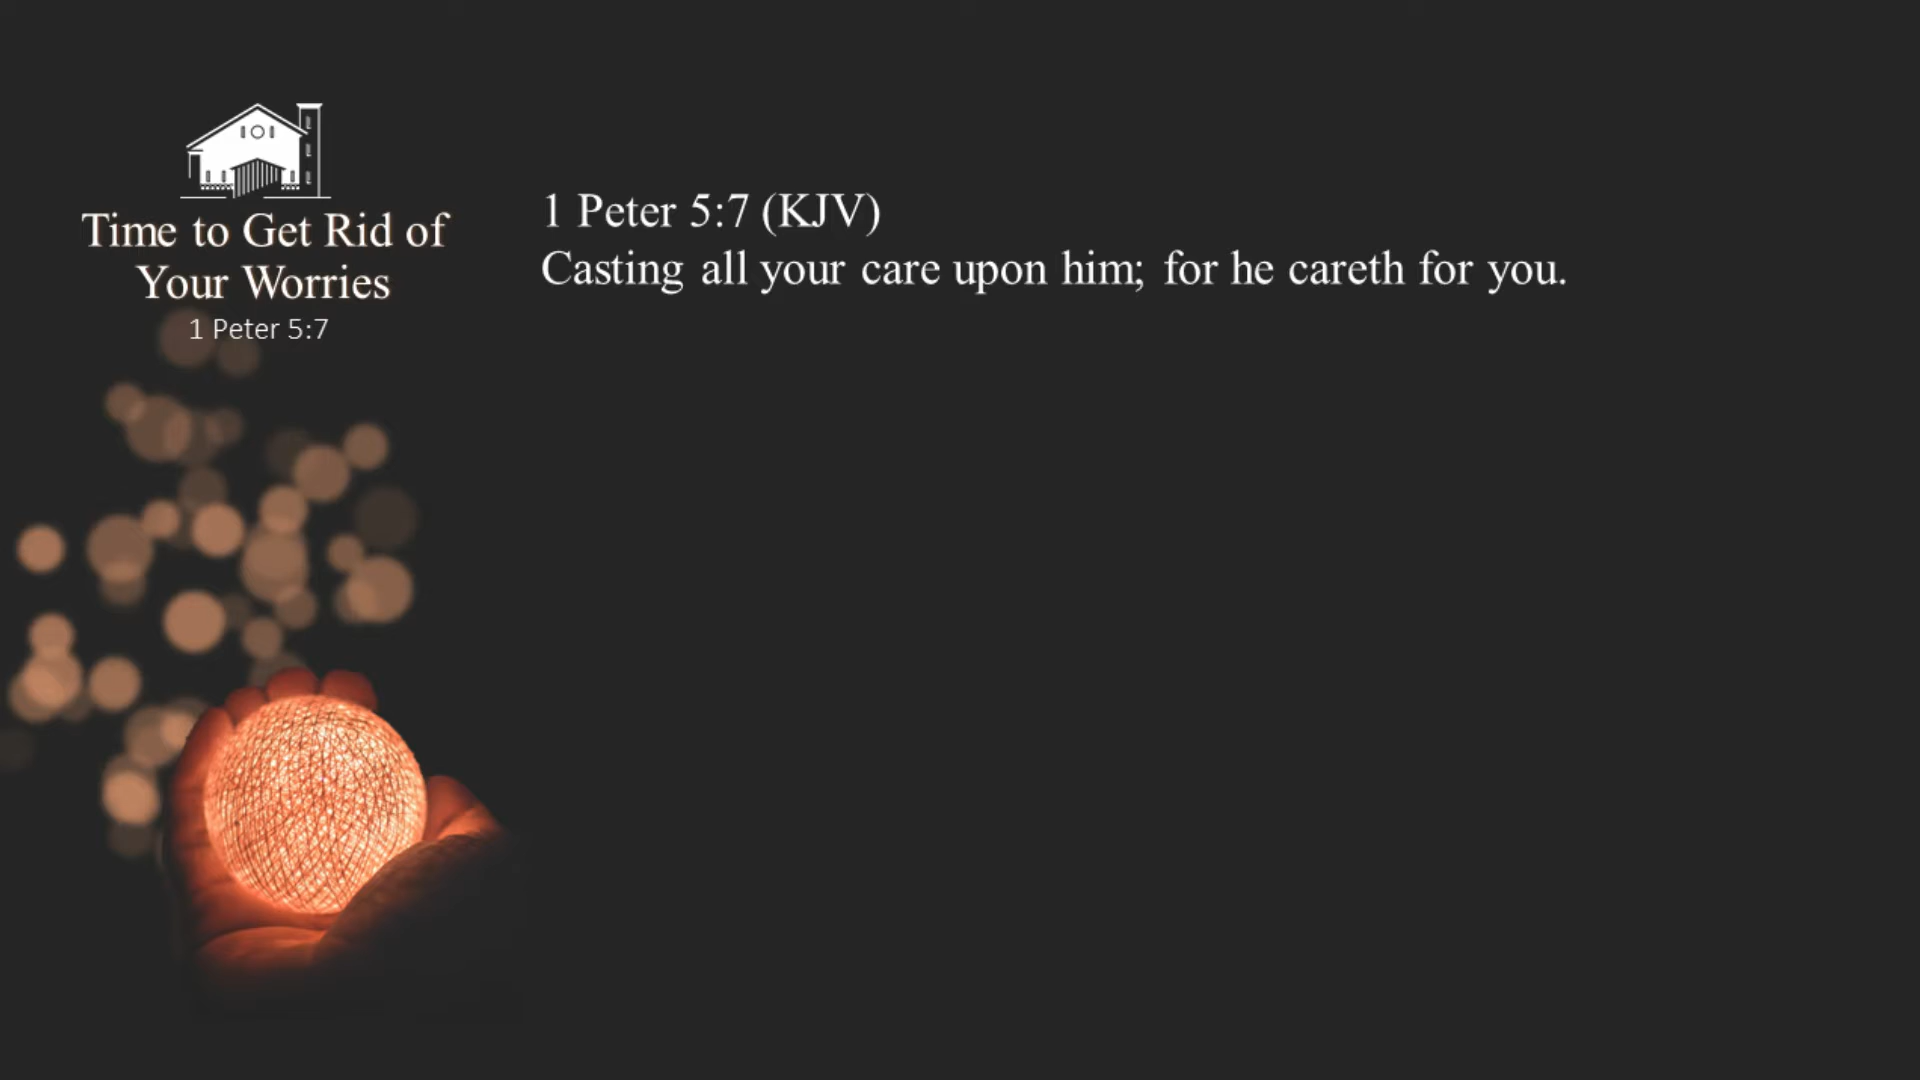 Time to Get Rid of
Your Worries
1 Peter 5:7
1 Peter 5:7 (KJV)
Casting all your care upon him; for he careth for you.